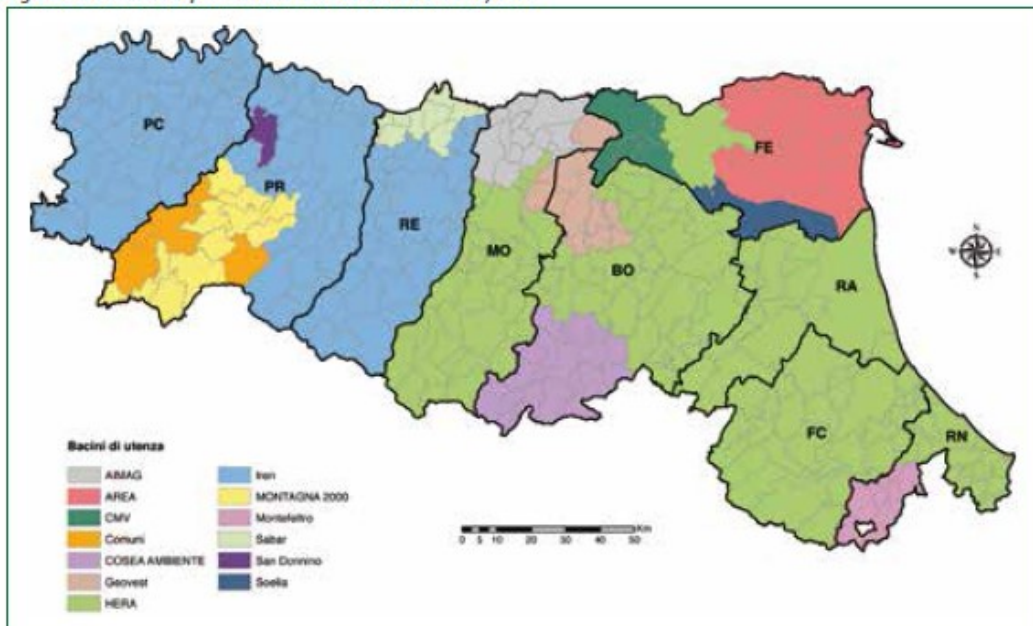 PC
PR
RE
MO
BO
FE
RA
FC
RN
N
S
Bacini di utenza
AIMAG
AREA
CMV
Comuni
COSEA AMBIENTE
Geovest
HERA
Iren
MONTAGNA 2000
Montefeltro
Sabar
San Donnino
Soelia
Km
0 5 10 20 30 40 50